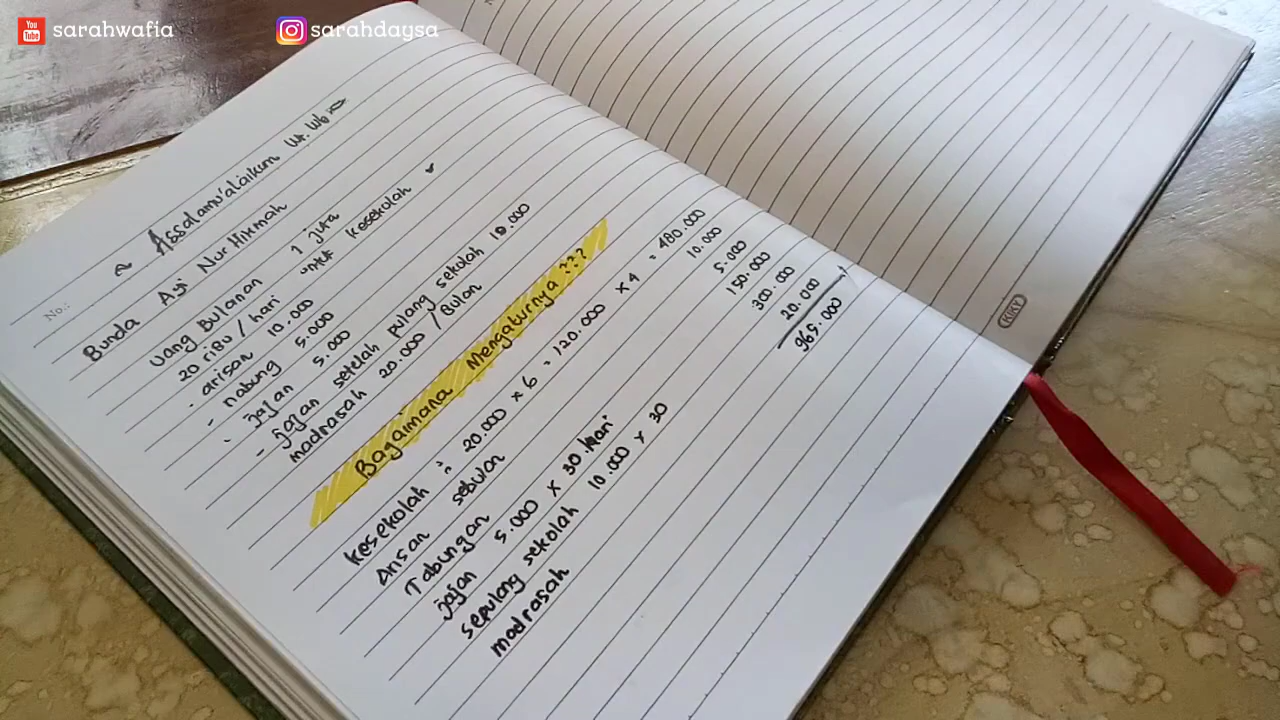 sarahwafia
sarahdaysa
No.:
~ Assalamu'alaikum Wr. Wb
Bunda Ayi Nur Hikmah
Uang Bulanan 1 juta
20 ribu / hari untuk kesekolah
- arisan 10.000
- nabung 5.000
- jajan 5.000
- jajan setelah pulang sekolah 10.000
madrasah 20.000 / Bulan
Bagaimana Mengaturnya ???
kesekolah : 20.000 x 6 = 120.000 x 4 = 480.000
Arisan sebulan 10.000
Tabungan 5.000
jajan 5.000 x 30 hari 150.000
sepulang sekolah 10.000 x 30 300.000
madrasah 20.000
965.000
KIKY